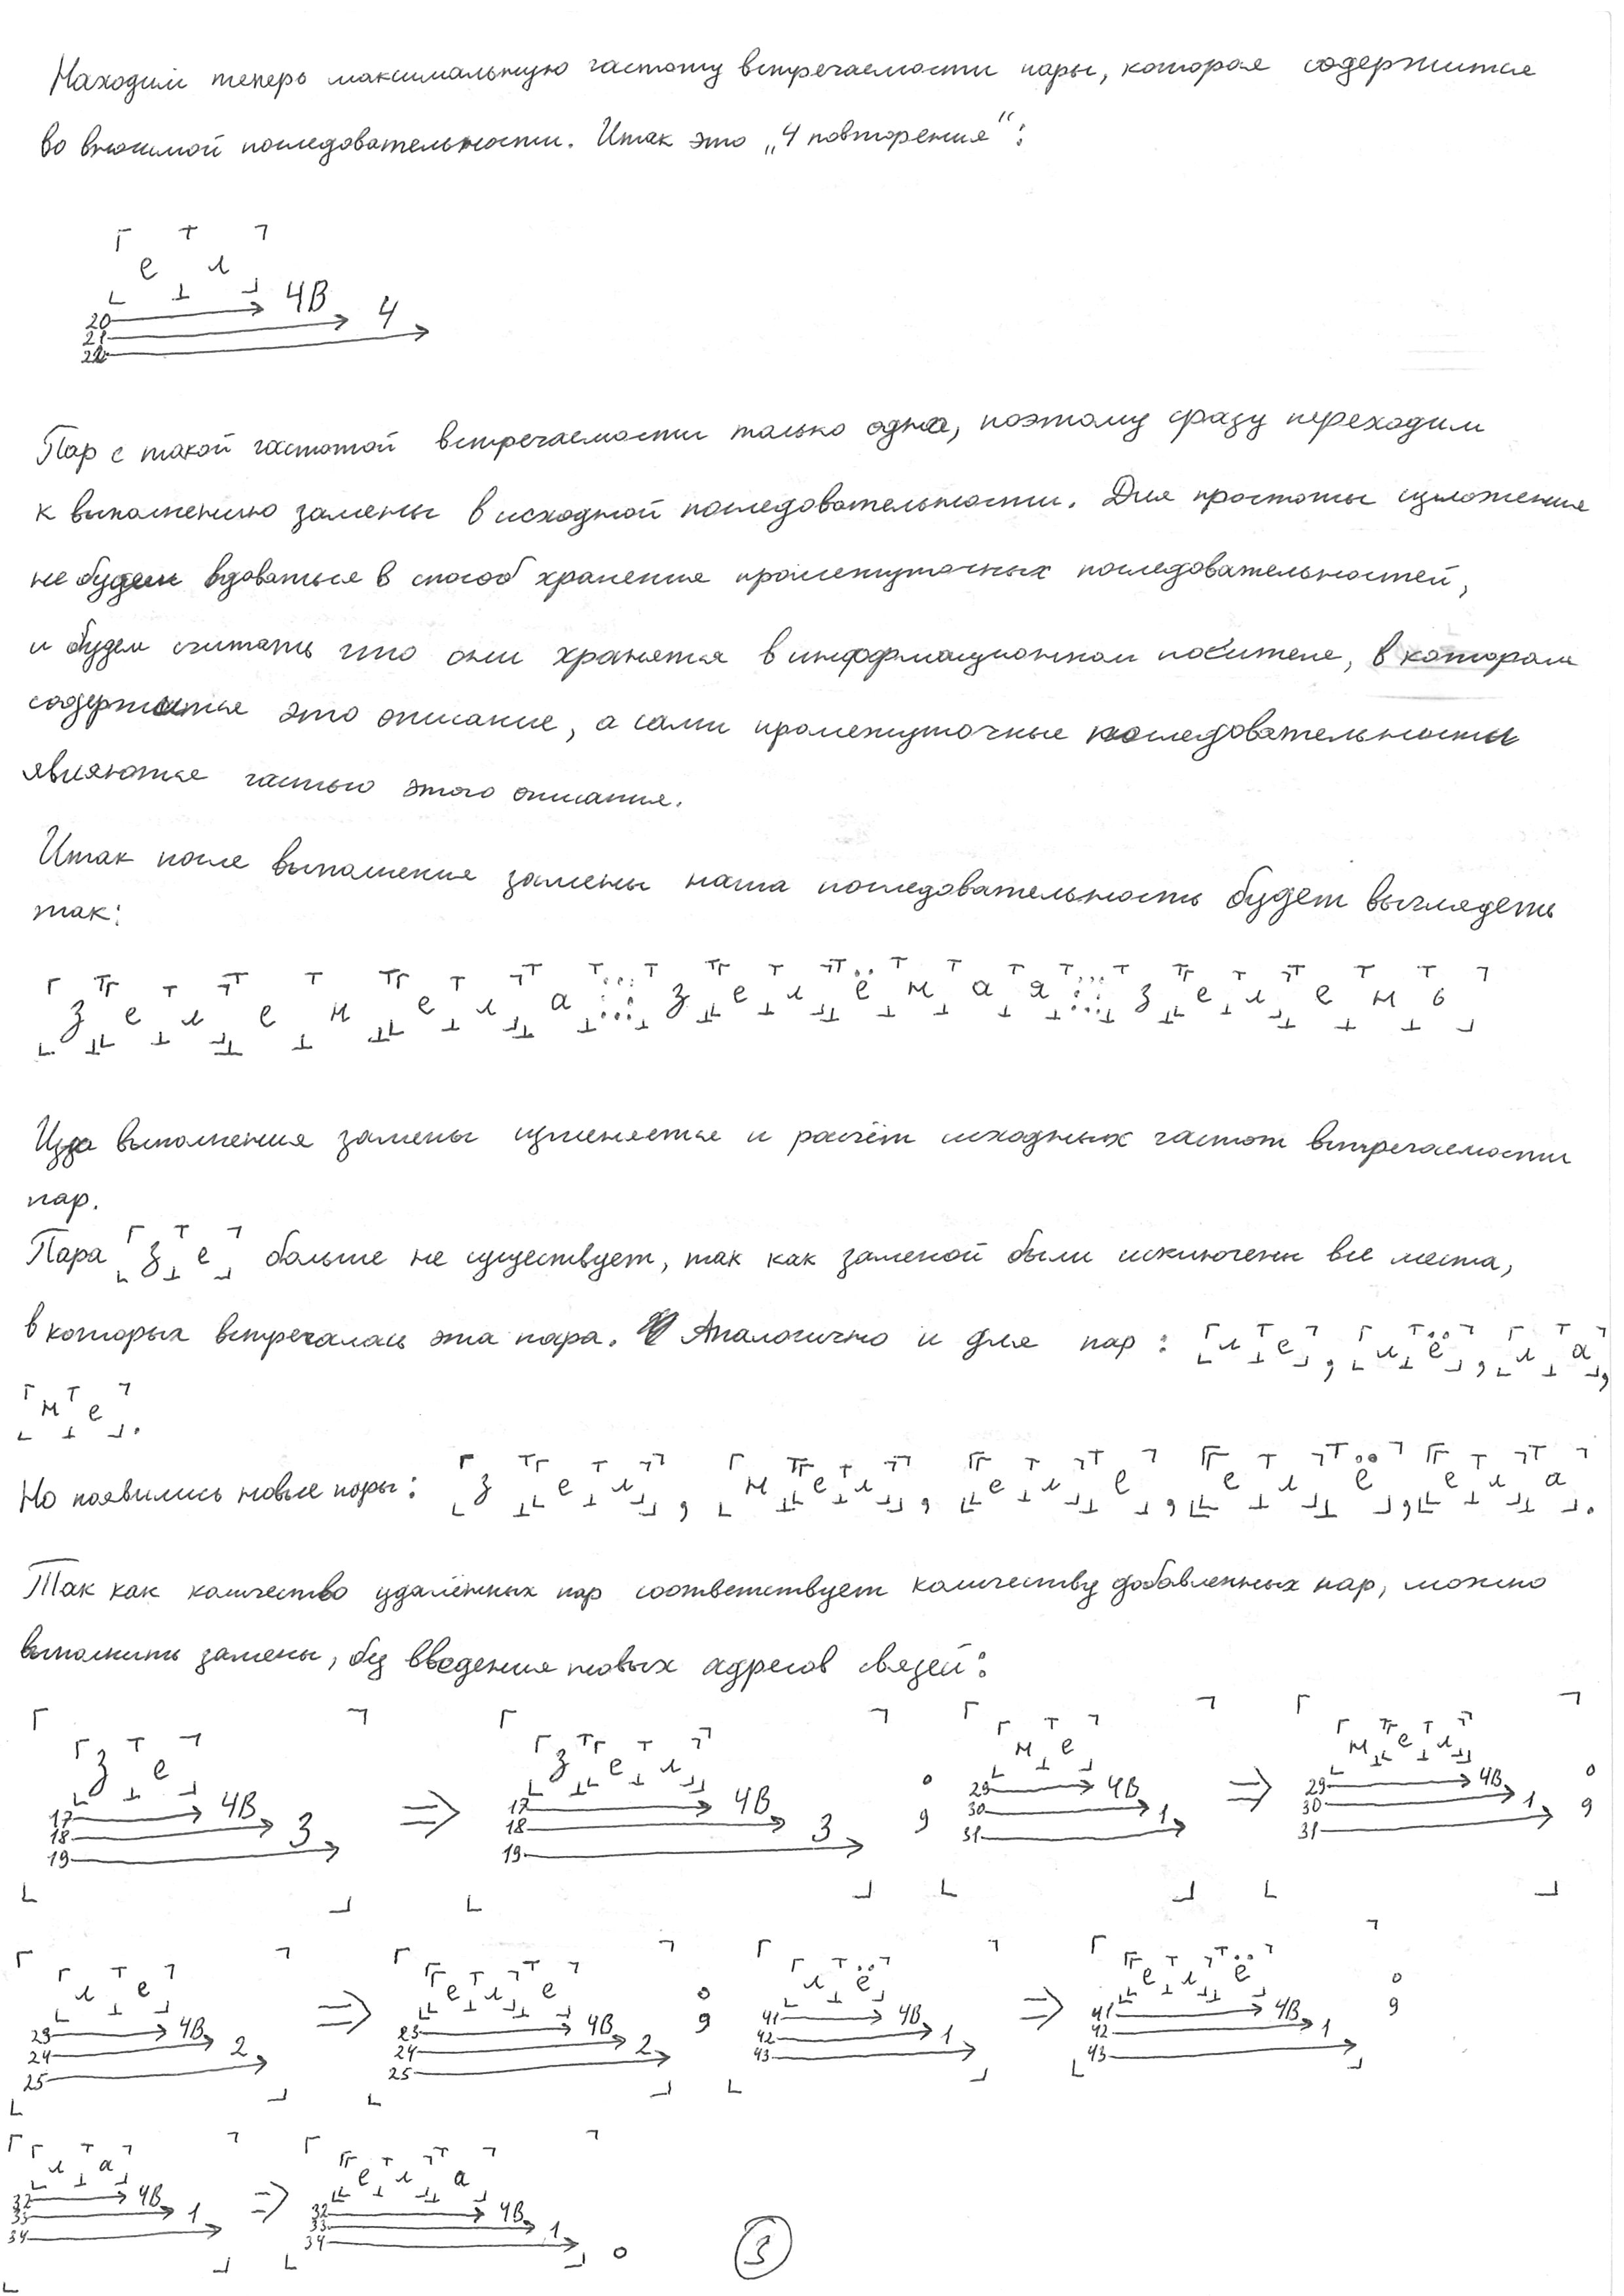 Находим теперь максимальную частоту встречаемости пары, которая содержится
во вносимой последовательности. Итак это „4 повторения“:
е л
20 4В
21 4
22
Пар с такой частотой встречаемости только одна, поэтому сразу переходим
к выполнению замены в исходной последовательности. Для простоты изложения
не будем вдаваться в способ хранения промежуточных последовательностей,
и будем считать что они хранятся в информационном носителе, в котором
содержится это описание, а сами промежуточные последовательности
являются частью этого описания.
Итак после выполнения замены наша последовательность будет выглядеть
так:
з е л е н е л а з е л ё н а я з е л е н ь
Из-за выполнения замены изменяется и расчёт исходных частот встречаемости
пар.
Пара з е больше не существует, так как заменой были исключены все места,
в которых встречалась эта пара. Аналогично и для пар: л е, л ё, л а,
н е.
Но появились новые пары: з е л, н е л, е л е, е л ё, е л а.
Так как количество удалённых пар соответствует количеству добавленных пар, можно
выполнить замены, без введения новых адресов связей:
з е ⇒ з е л ; н е ⇒ н е л ;
17 4В 17 4В 29 4В 29 4В
18 3 18 3 30 1 30 1
19 19 31 31
л е ⇒ е л е ; л ё ⇒ е л ё ;
23 4В 23 4В 41 4В 41 4В
24 2 24 2 42 1 42 1
25 25 43 43
л а ⇒ е л а .
32 4В 32 4В
33 1 33 1
34 34
3